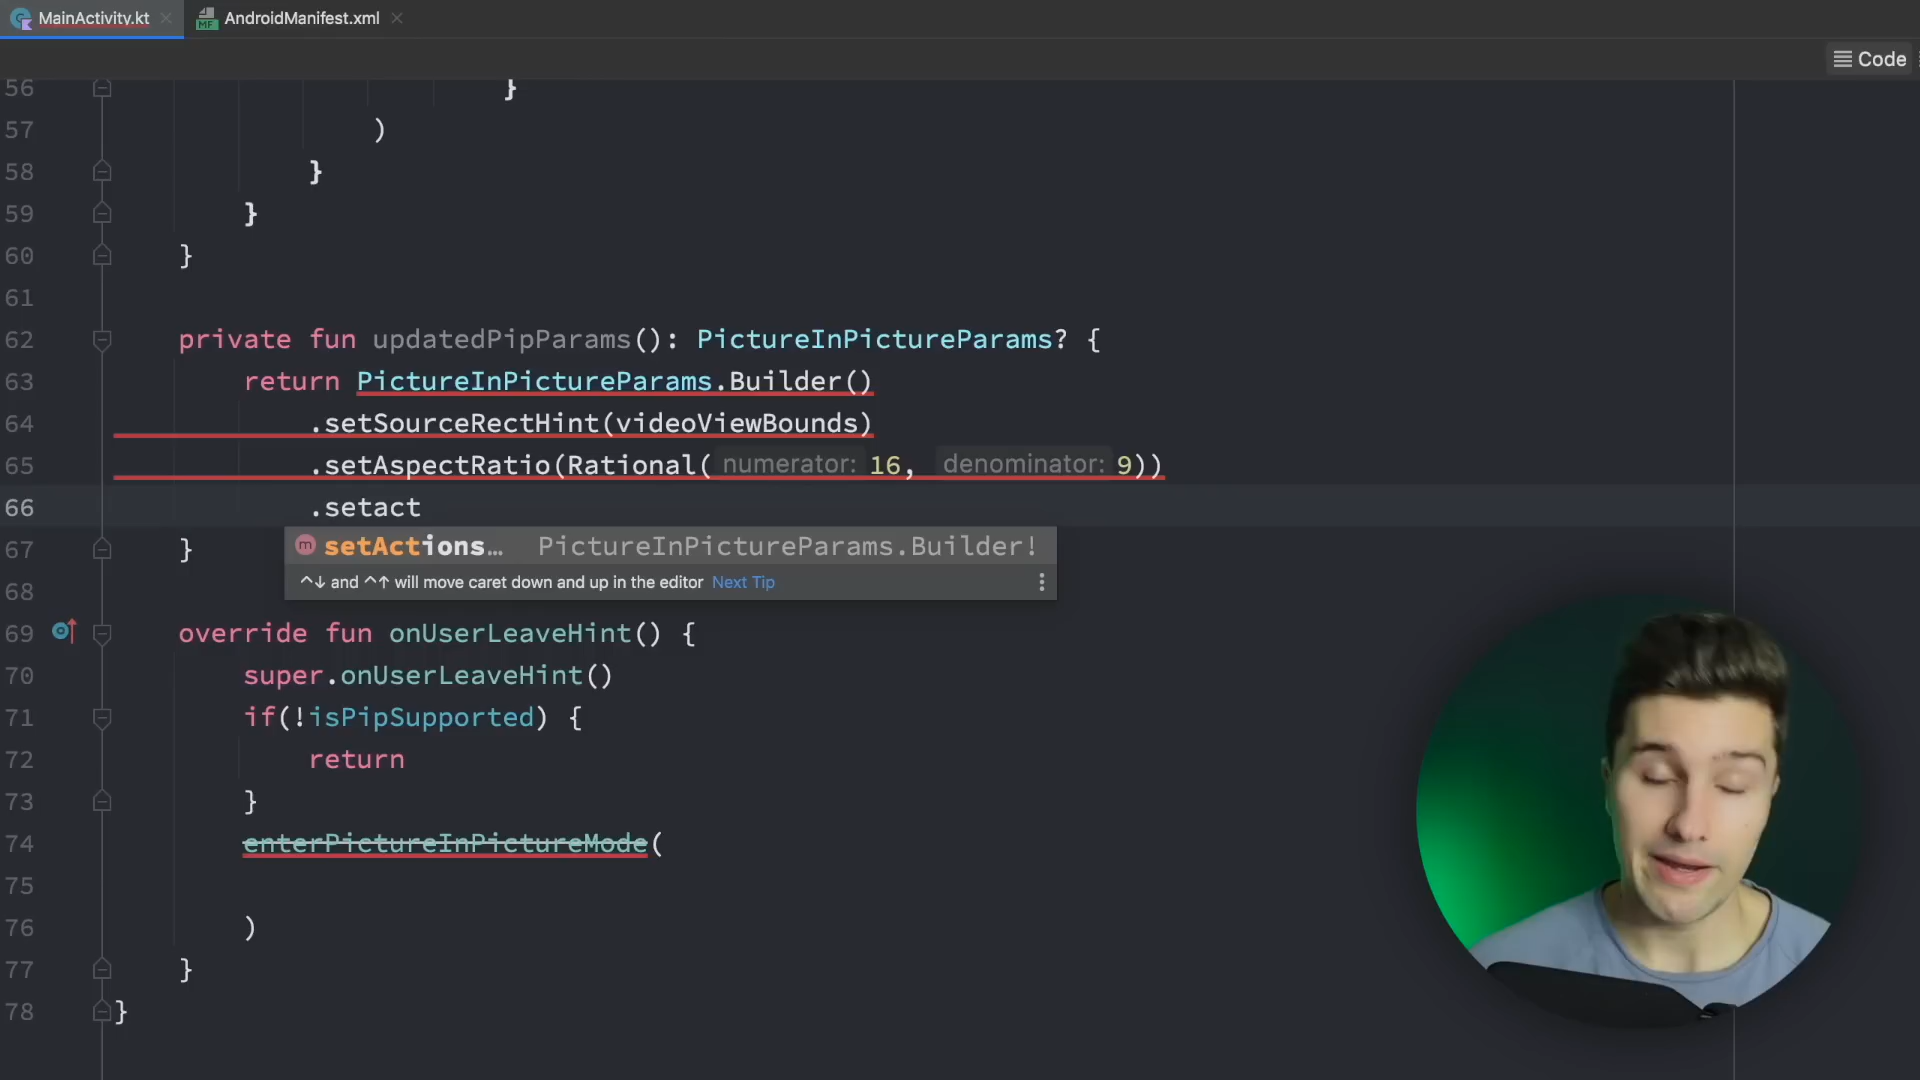 MainActivity.kt
AndroidManifest.xml
Code
56 }
57 )
58 }
59 }
60 }
61
62 private fun updatedPipParams(): PictureInPictureParams? {
63 return PictureInPictureParams.Builder()
64 .setSourceRectHint(videoViewBounds)
65 .setAspectRatio(Rational( numerator: 16, denominator: 9))
66 .setact
setActions… PictureInPictureParams.Builder!
67 }
^↓ and ^↑ will move caret down and up in the editor Next Tip
68
69 override fun onUserLeaveHint() {
70 super.onUserLeaveHint()
71 if(!isPipSupported) {
72 return
73 }
74 enterPictureInPictureMode(
75
76 )
77 }
78 }